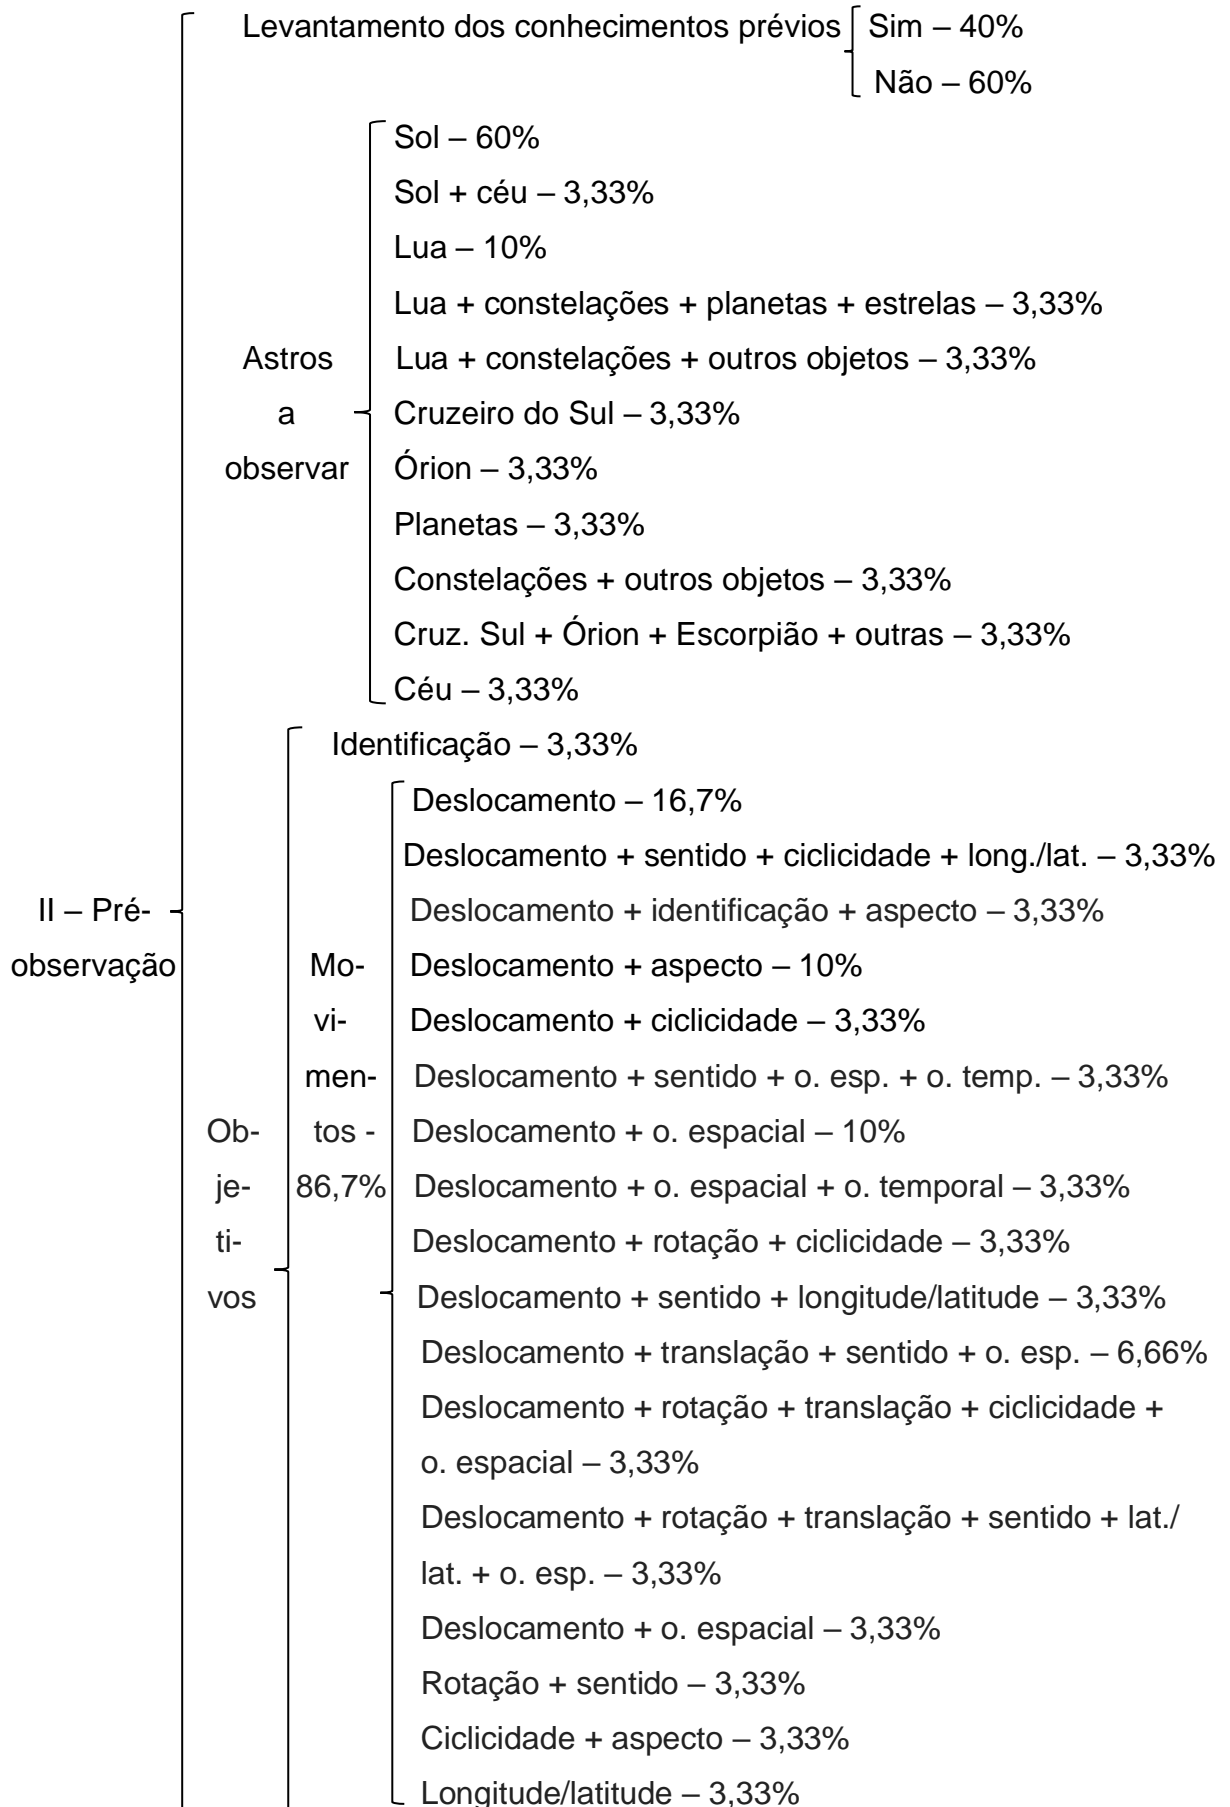 Levantamento dos conhecimentos prévios
Sim – 40%
Não – 60%
Astros
a
observar
Sol – 60%
Sol + céu – 3,33%
Lua – 10%
Lua + constelações + planetas + estrelas – 3,33%
Lua + constelações + outros objetos – 3,33%
Cruzeiro do Sul – 3,33%
Órion – 3,33%
Planetas – 3,33%
Constelações + outros objetos – 3,33%
Cruz. Sul + Órion + Escorpião + outras – 3,33%
Céu – 3,33%
II – Pré-
observação
Ob-
je-
ti-
vos
Identificação – 3,33%
Mo-
vi-
men-
tos -
86,7%
Deslocamento – 16,7%
Deslocamento + sentido + ciclicidade + long./lat. – 3,33%
Deslocamento + identificação + aspecto – 3,33%
Deslocamento + aspecto – 10%
Deslocamento + ciclicidade – 3,33%
Deslocamento + sentido + o. esp. + o. temp. – 3,33%
Deslocamento + o. espacial – 10%
Deslocamento + o. espacial + o. temporal – 3,33%
Deslocamento + rotação + ciclicidade – 3,33%
Deslocamento + sentido + longitude/latitude – 3,33%
Deslocamento + translação + sentido + o. esp. – 6,66%
Deslocamento + rotação + translação + ciclicidade +
o. espacial – 3,33%
Deslocamento + rotação + translação + sentido + lat./
lat. + o. esp. – 3,33%
Deslocamento + o. espacial – 3,33%
Rotação + sentido – 3,33%
Ciclicidade + aspecto – 3,33%
Longitude/latitude – 3,33%